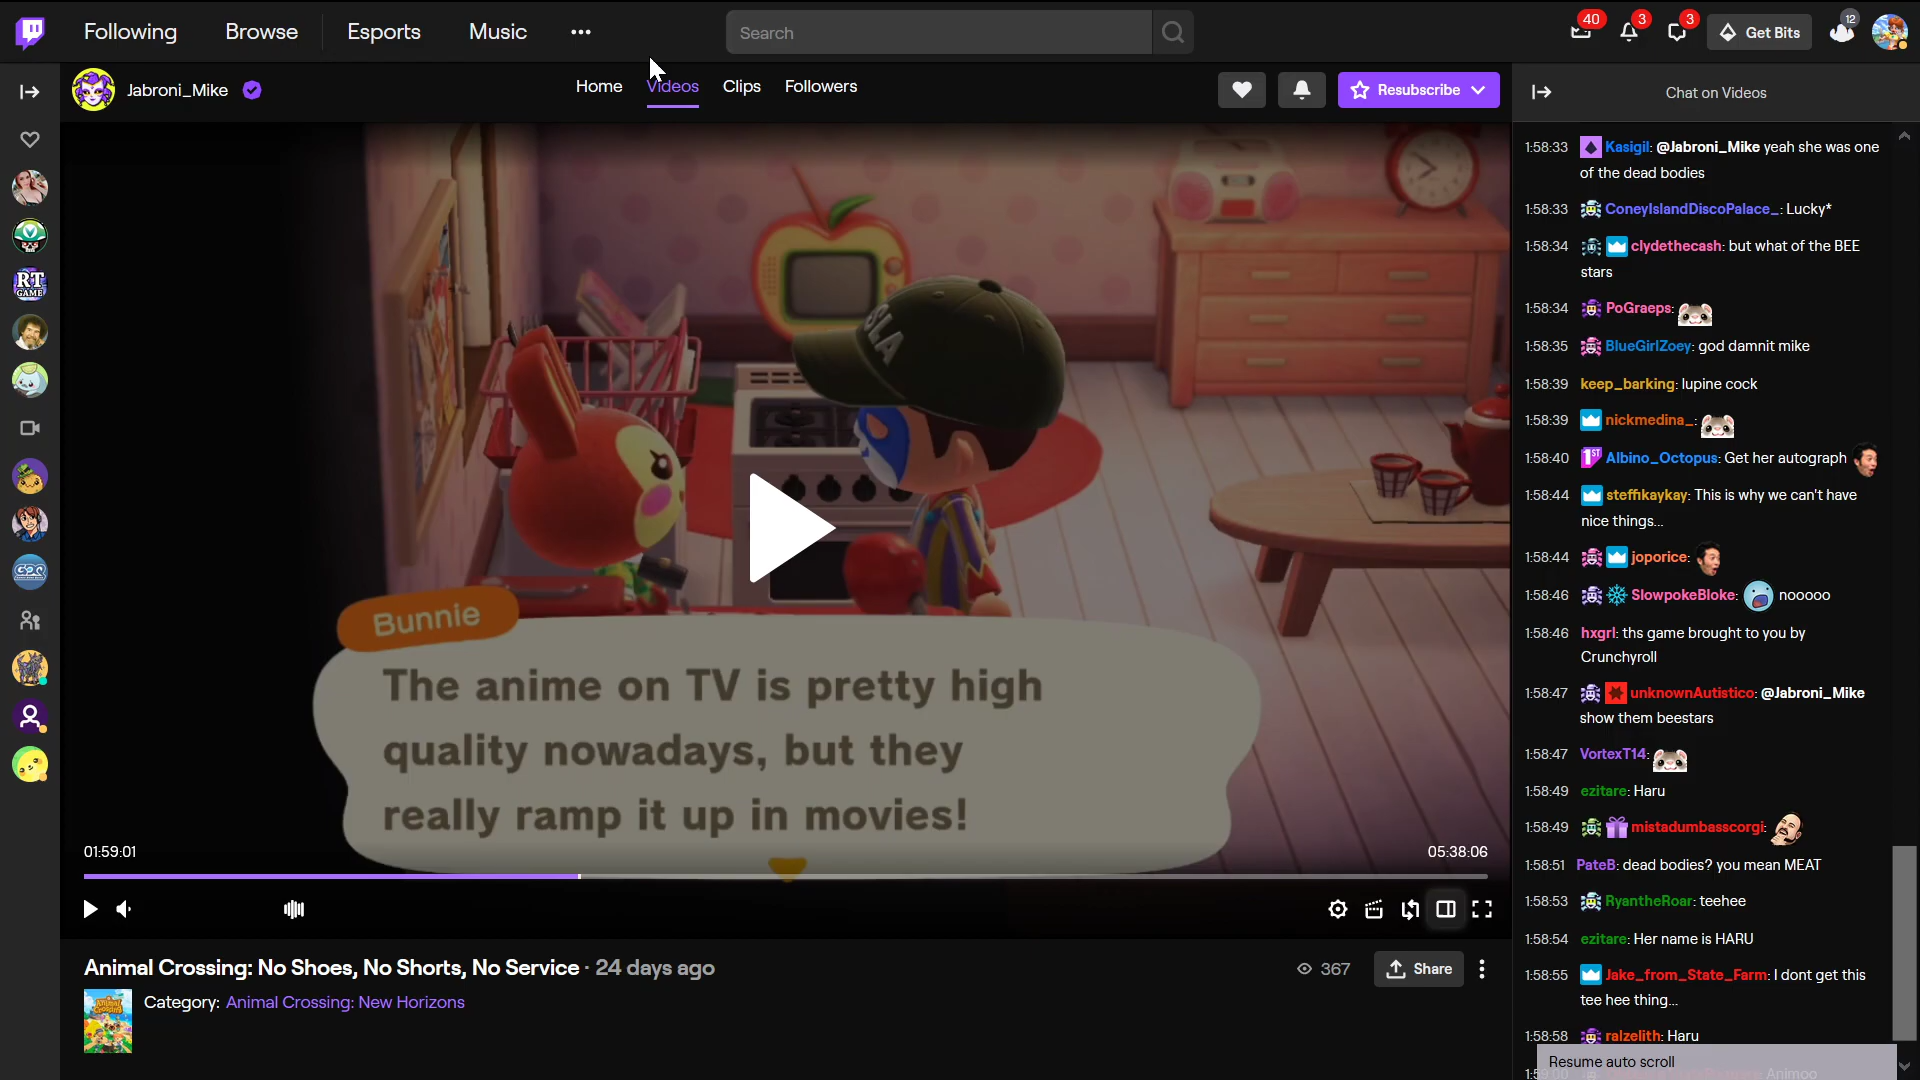 Following
Browse
Esports
Music
Search
40
3
3
Get Bits
12
Jabroni_Mike
Home
Videos
Clips
Followers
Resubscribe
Chat on Videos
RT
GAME
GDQ
SLA
Bunnie
The anime on TV is pretty high
quality nowadays, but they
really ramp it up in movies!
01:59:01
05:38:06
Animal Crossing: No Shoes, No Shorts, No Service · 24 days ago
367
Share
Category: Animal Crossing: New Horizons
1:58:33 Kasigil: @Jabroni_Mike yeah she was one
of the dead bodies
1:58:33 ConeyIslandDiscoPalace_: Lucky*
1:58:34 clydethecash: but what of the BEE
stars
1:58:34 PoGraeps:
1:58:35 BlueGirlZoey: god damnit mike
1:58:39 keep_barking: lupine cock
1:58:39 nickmedina_:
1:58:40 1ST Albino_Octopus: Get her autograph
1:58:44 steffikaykay: This is why we can't have
nice things...
1:58:44 joporice:
1:58:46 SlowpokeBloke: nooooo
1:58:46 hxgrl: ths game brought to you by
Crunchyroll
1:58:47 unknownAutistico: @Jabroni_Mike
show them beestars
1:58:47 VortexT14:
1:58:49 ezitare: Haru
1:58:49 mistadumbasscorgi:
1:58:51 PateB: dead bodies? you mean MEAT
1:58:53 RyantheRoar: teehee
1:58:54 ezitare: Her name is HARU
1:58:55 Jake_from_State_Farm: I dont get this
tee hee thing...
1:58:58 ralzelith: Haru
Resume auto scroll
Animoo